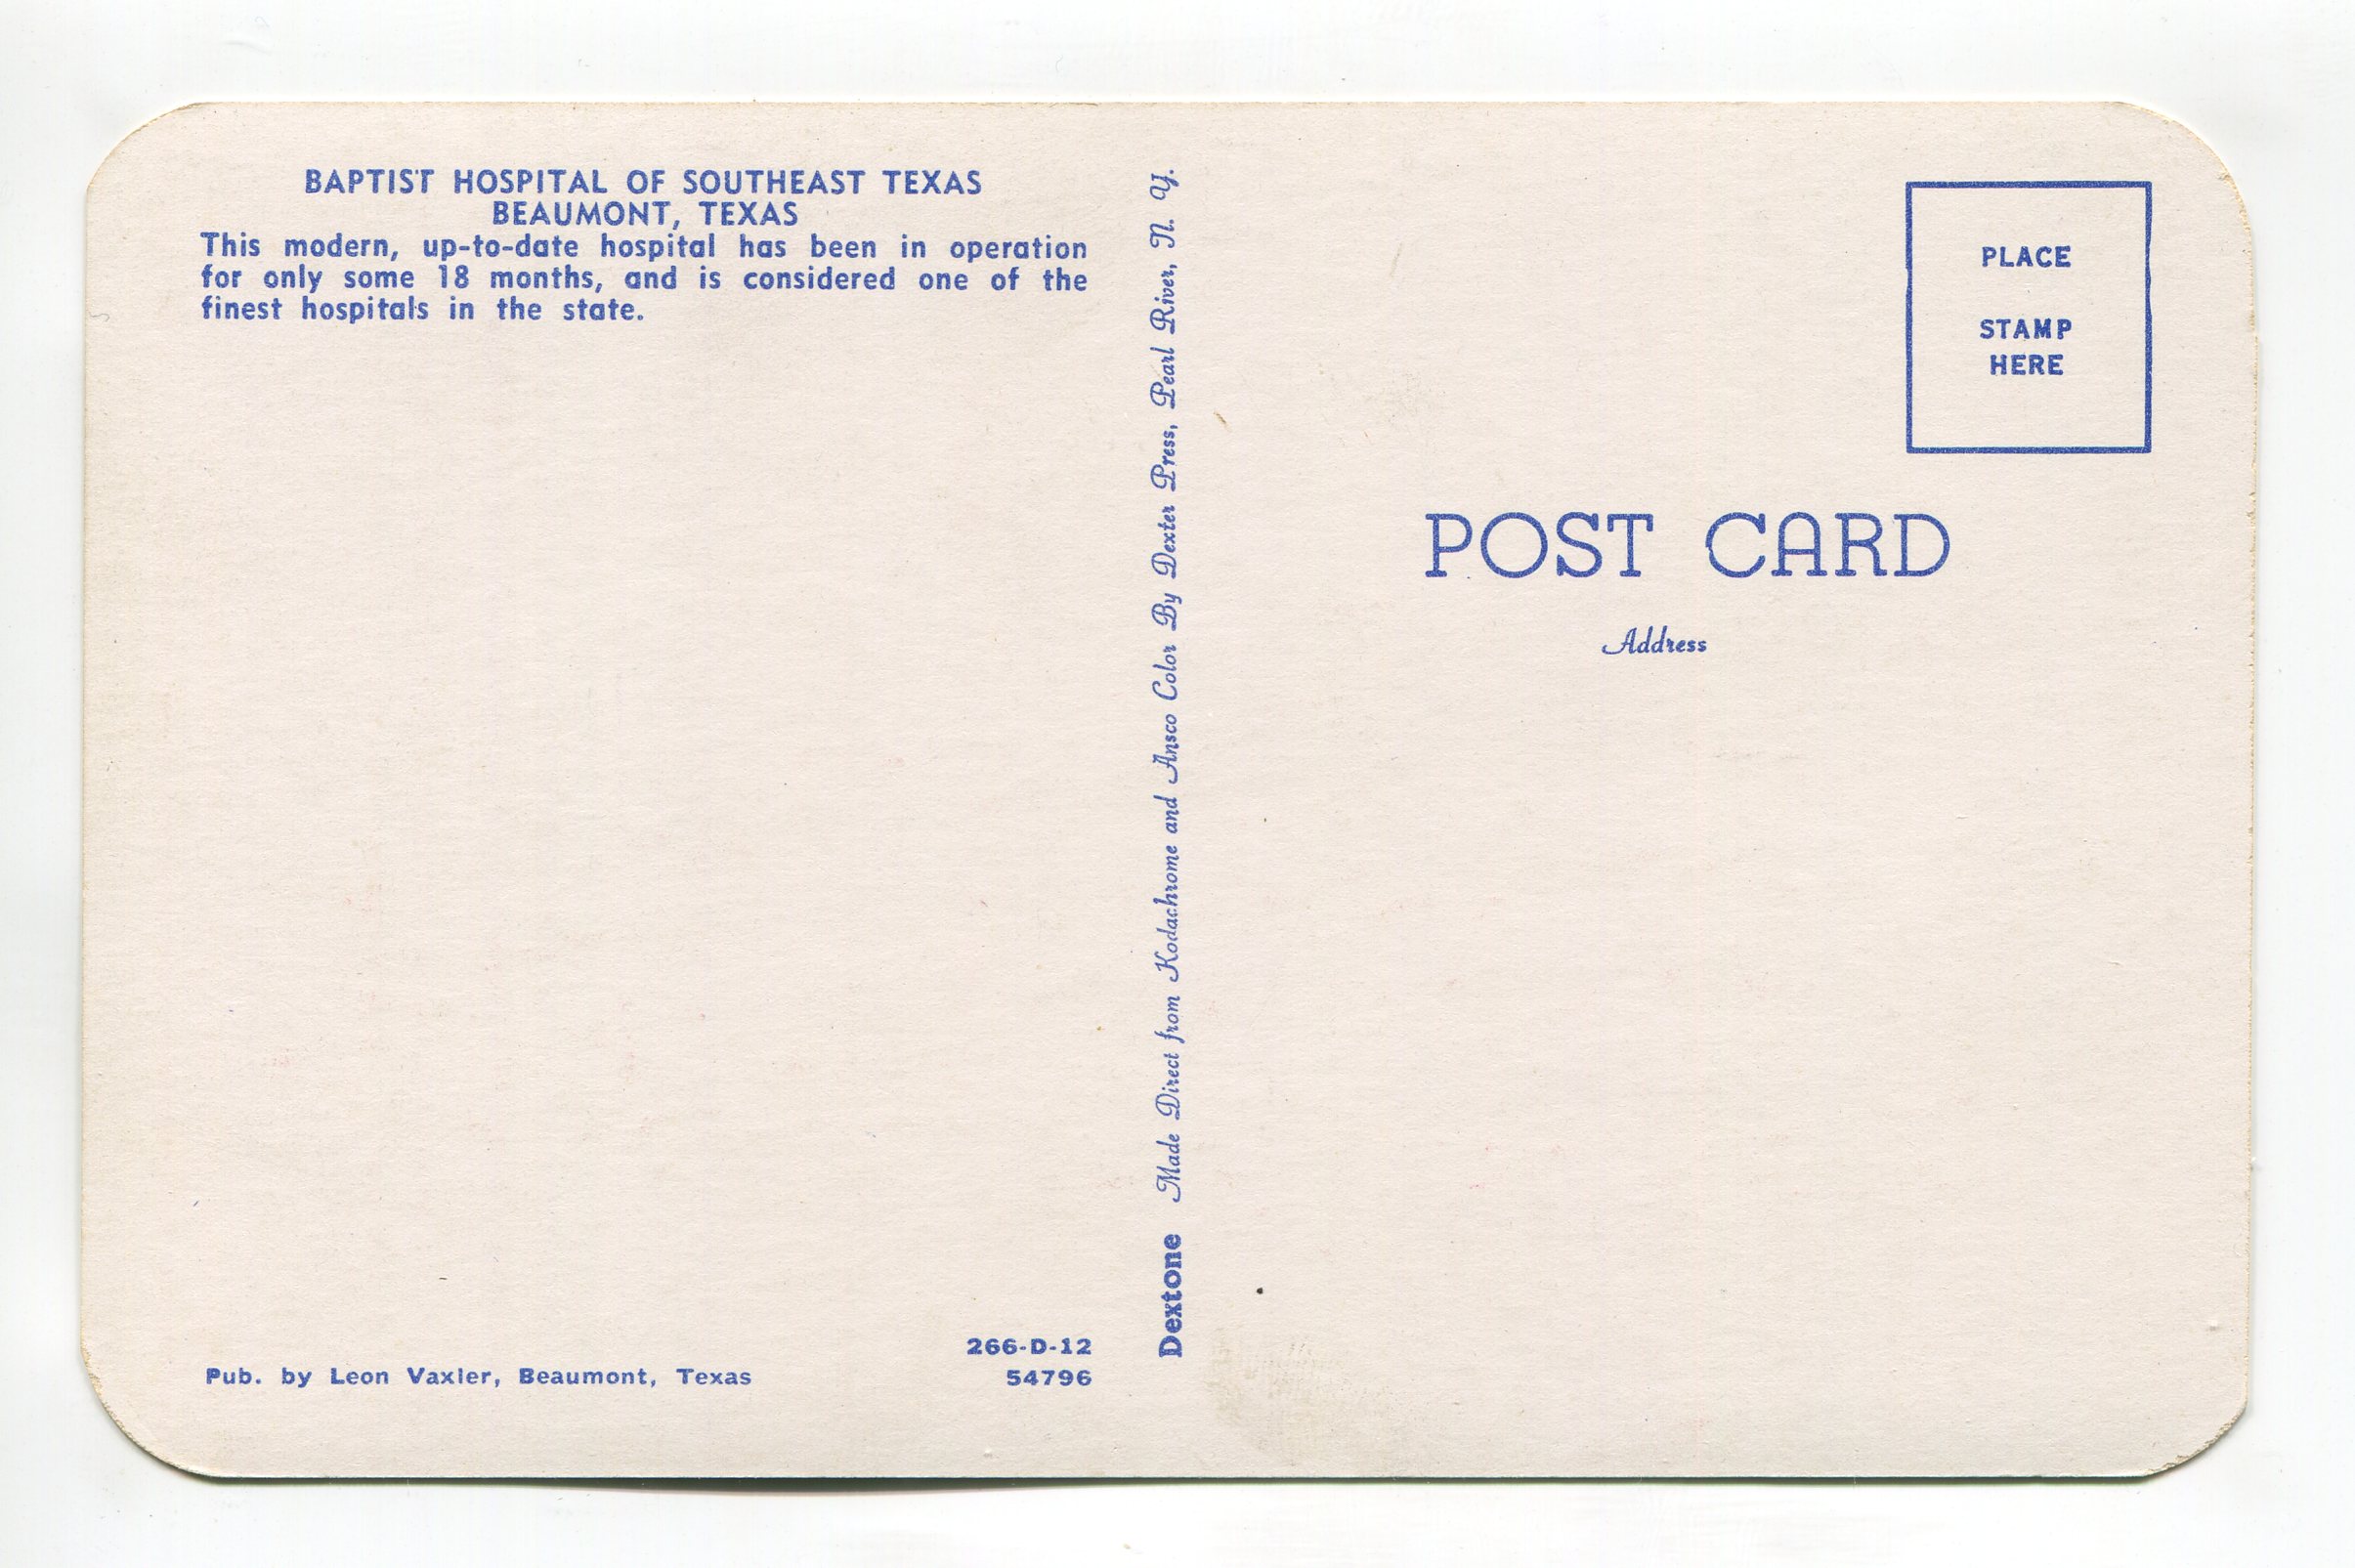 BAPTIST HOSPITAL OF SOUTHEAST TEXAS
BEAUMONT, TEXAS
This modern, up-to-date hospital has been in operation
for only some 18 months, and is considered one of the
finest hospitals in the state.
Pub. by Leon Vaxler, Beaumont, Texas
266-D-12
54796
Dextone Made Direct from Kodachrome and Ansco Color By Dexter Press, Pearl River, N. Y.
PLACE
STAMP
HERE
POST CARD
Address